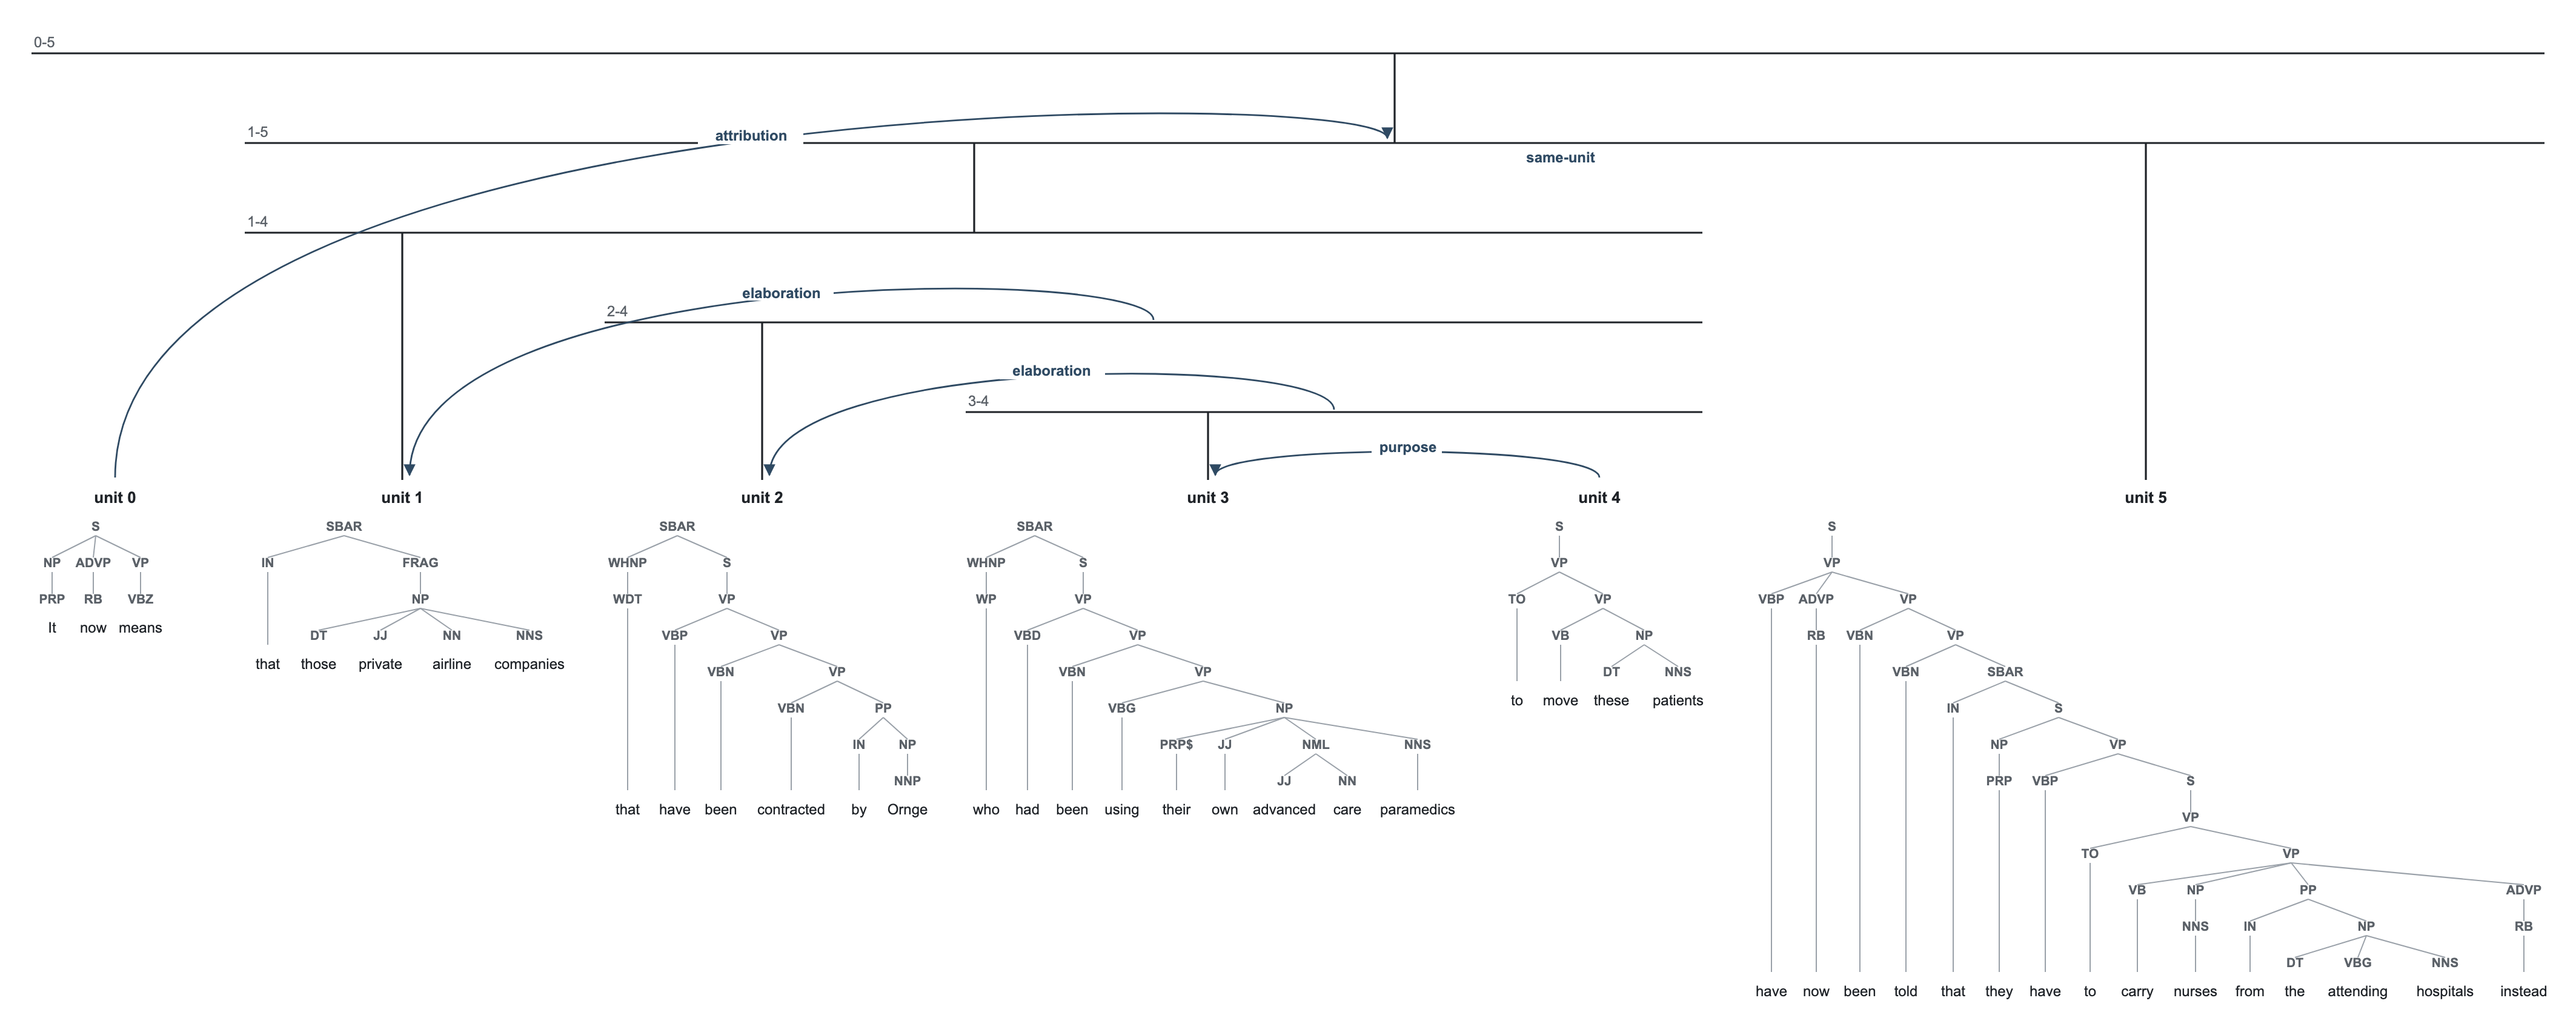 0-5
1-5
attribution
same-unit
1-4
elaboration
2-4
elaboration
3-4
purpose
unit 0 unit 1 unit 2 unit 3 unit 4 unit 5
S SBAR SBAR SBAR S S
NP ADVP VP IN FRAG WHNP S WHNP S VP VP
PRP RB VBZ NP WDT VP WP VP TO VP VBP ADVP VP
It now means
DT JJ NN NNS VBP VP VBD VP VB NP RB VBN VP
that those private airline companies
VBN VP VBN VP DT NNS VBN SBAR
to move these patients
VBN PP VBG NP IN S
IN NP PRP$ JJ NML NNS NP VP
NNP JJ NN PRP VBP S
that have been contracted by Ornge who had been using their own advanced care paramedics
VP
TO VP
VB NP PP ADVP
NNS IN NP RB
DT VBG NNS
have now been told that they have to carry nurses from the attending hospitals instead